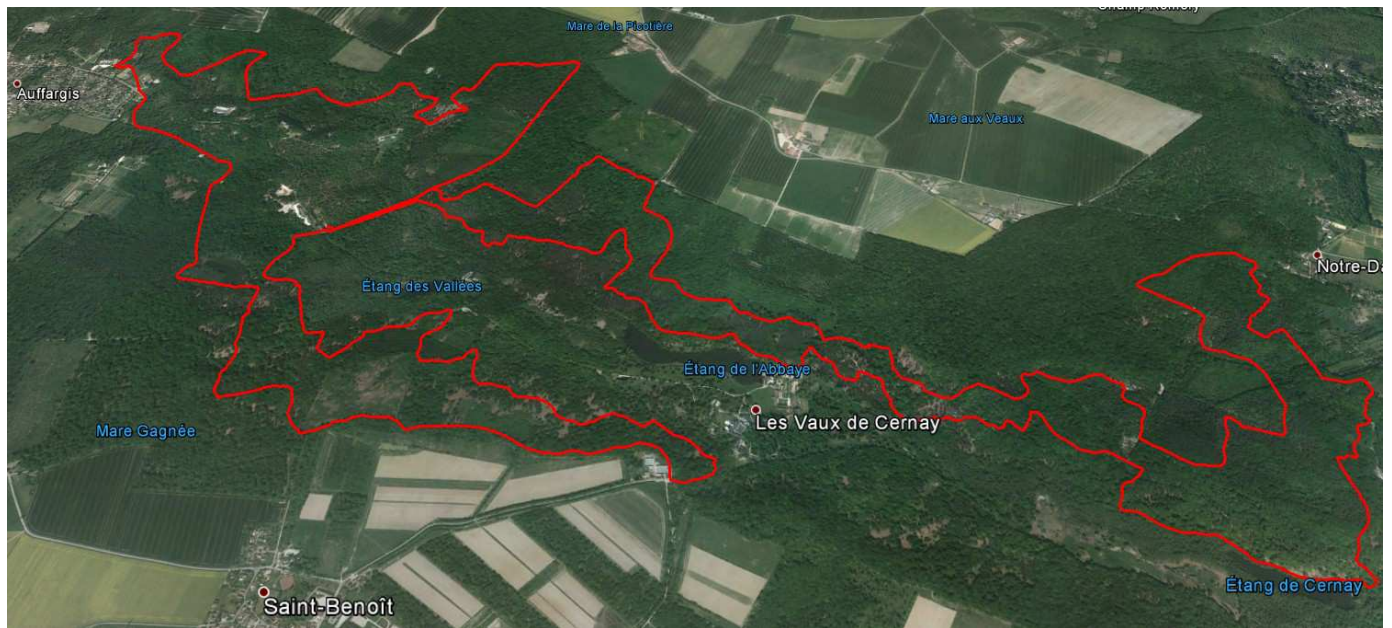 Mare de la Picotière
Auffargis
Mare aux Veaux
Notre-Da
Étang des Vallées
Étang de l'Abbaye
Les Vaux de Cernay
Mare Gagnée
Étang de Cernay
Saint-Benoît